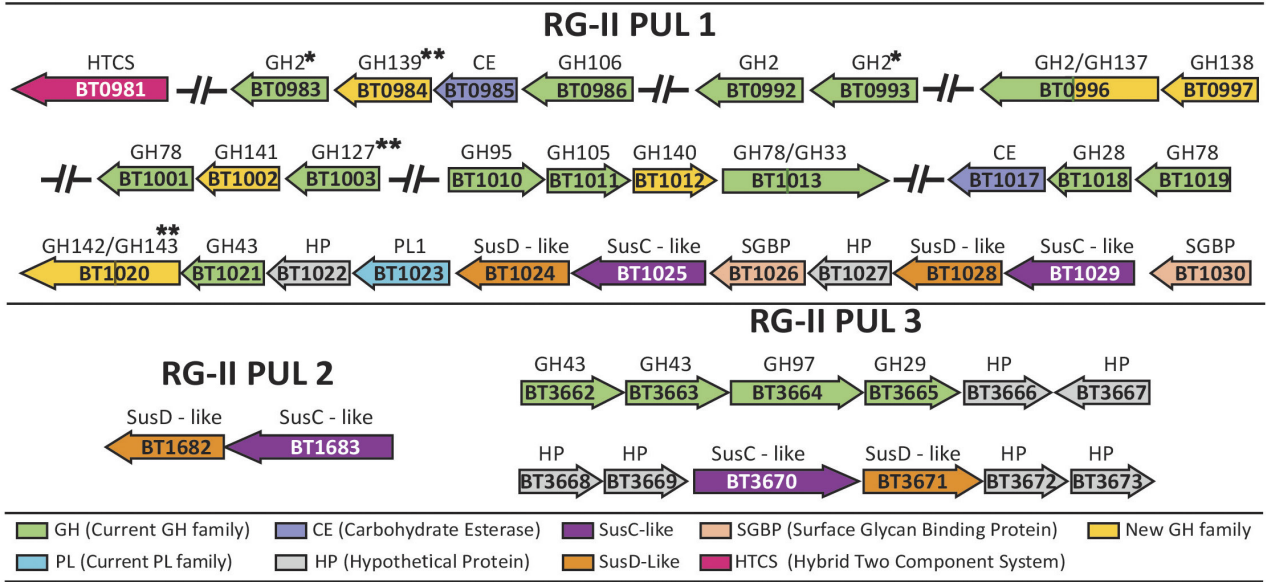 RG-II PUL 1
HTCS GH2* GH139** CE GH106 GH2 GH2* GH2/GH137 GH138
BT0981 BT0983 BT0984 BT0985 BT0986 BT0992 BT0993 BT0996 BT0997
GH78 GH141 GH127** GH95 GH105 GH140 GH78/GH33 CE GH28 GH78
BT1001 BT1002 BT1003 BT1010 BT1011 BT1012 BT1013 BT1017 BT1018 BT1019
GH142/GH143** GH43 HP PL1 SusD - like SusC - like SGBP HP SusD - like SusC - like SGBP
BT1020 BT1021 BT1022 BT1023 BT1024 BT1025 BT1026 BT1027 BT1028 BT1029 BT1030
RG-II PUL 2
SusD - like SusC - like
BT1682 BT1683
RG-II PUL 3
GH43 GH43 GH97 GH29 HP HP
BT3662 BT3663 BT3664 BT3665 BT3666 BT3667
HP HP SusC - like SusD - like HP HP
BT3668 BT3669 BT3670 BT3671 BT3672 BT3673
GH (Current GH family) CE (Carbohydrate Esterase) SusC-like SGBP (Surface Glycan Binding Protein) New GH family
PL (Current PL family) HP (Hypothetical Protein) SusD-Like HTCS (Hybrid Two Component System)